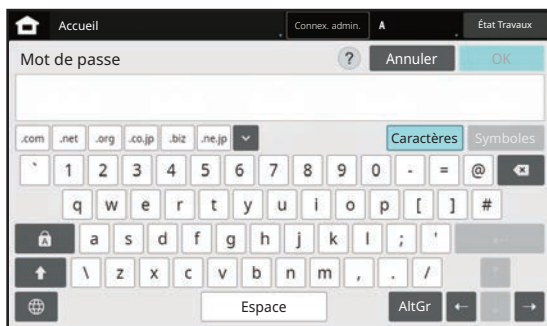 Accueil Connex. admin. A État Travaux
Mot de passe ? Annuler OK
.com .net .org .co.jp .biz .ne.jp Caractères Symboles
` 1 2 3 4 5 6 7 8 9 0 - = @
q w e r t y u i o p [ ] #
A a s d f g h j k l ; '
\ z x c v b n m , . /
Espace AltGr ← ↓ →